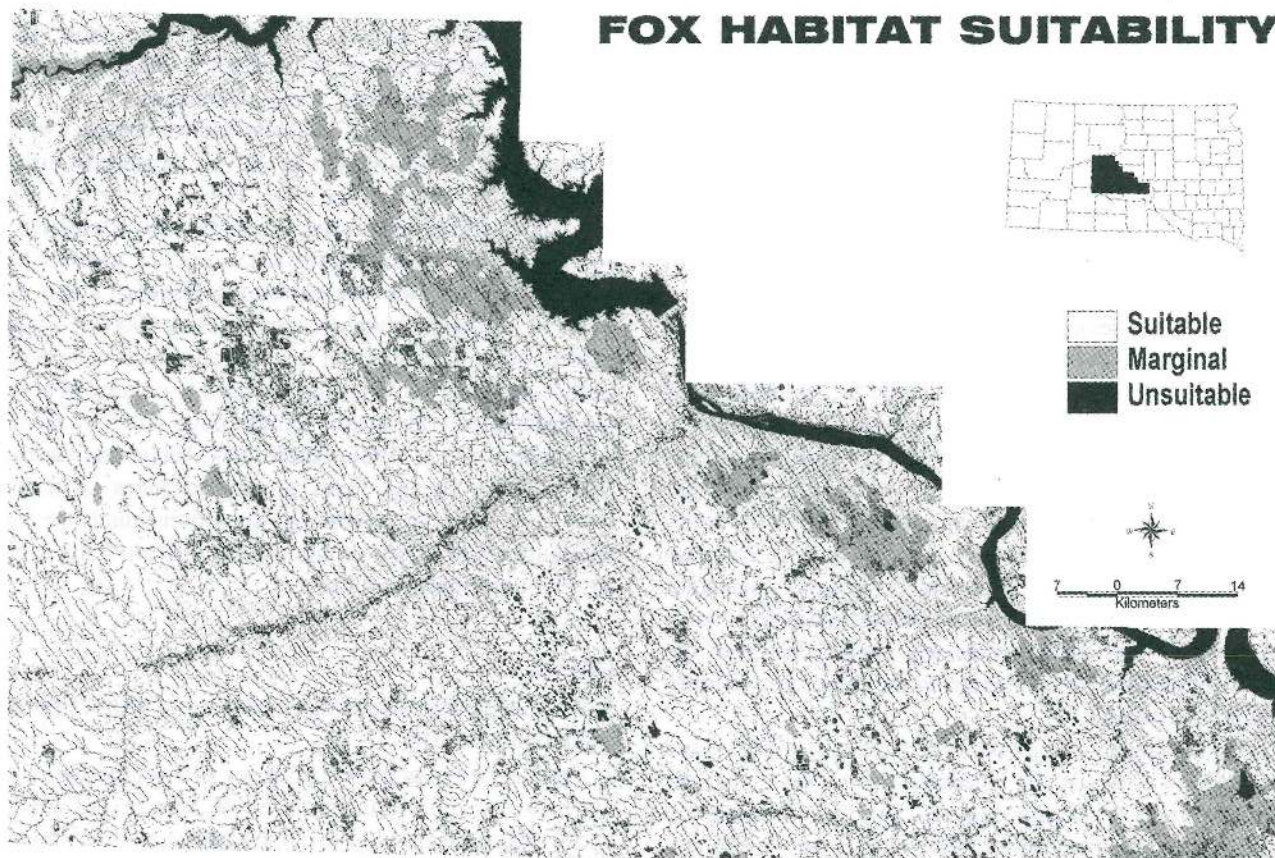 FOX HABITAT SUITABILITY
Suitable
Marginal
Unsuitable
N
W E
S
7 0 7 14
Kilometers